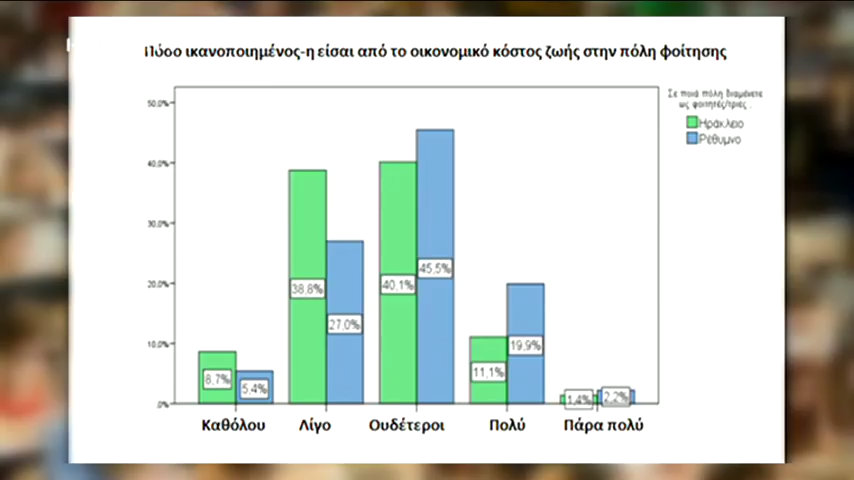 Πόσο ικανοποιημένος-η είσαι από το οικονομικό κόστος ζωής στην πόλη φοίτησης
Σε ποιά πόλη διαμένετε
ως φοιτητές/τριες .
Ηράκλειο
Ρέθυμνο
50,0%
40,0%
30,0%
20,0%
10,0%
0%
8,7%
5,4%
38,8%
27,0%
40,1%
45,5%
11,1%
19,9%
1,4%
2,2%
Καθόλου Λίγο Ουδέτεροι Πολύ Πάρα πολύ